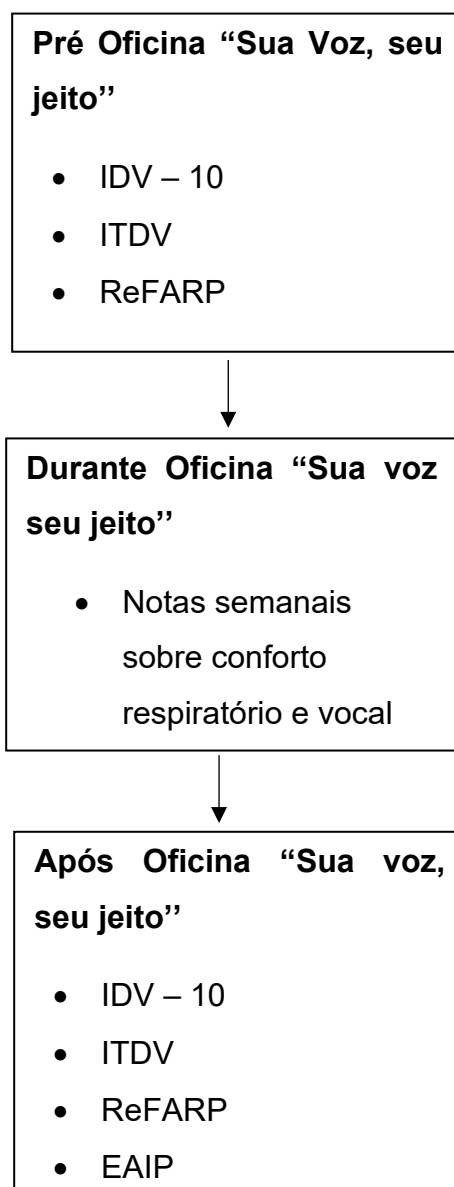 Pré Oficina “Sua Voz, seu
jeito’’
• IDV – 10
• ITDV
• ReFARP
Durante Oficina “Sua voz
seu jeito’’
• Notas semanais
sobre conforto
respiratório e vocal
Após Oficina “Sua voz,
seu jeito’’
• IDV – 10
• ITDV
• ReFARP
• EAIP